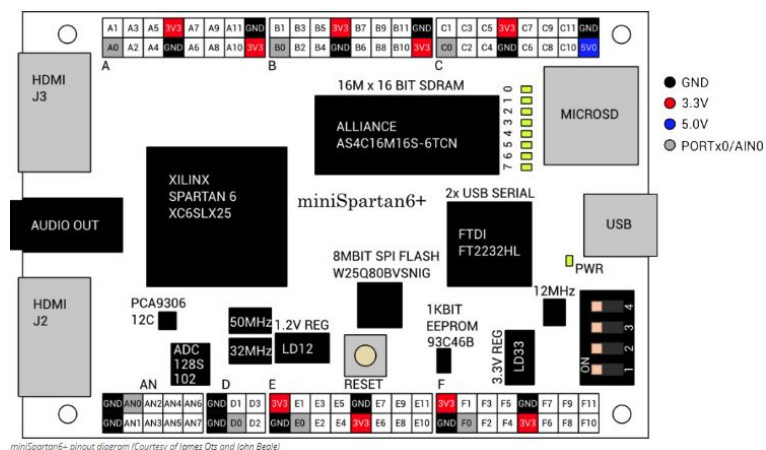 A1 A3 A5 3V3 A7 A9 A11 GND
A0 A2 A4 GND A6 A8 A10 3V3
A
B1 B3 B5 3V3 B7 B9 B11 GND
B0 B2 B4 GND B6 B8 B10 3V3
B
C1 C3 C5 3V3 C7 C9 C11 GND
C0 C2 C4 GND C6 C8 C10 5V0
C
GND
3.3V
5.0V
PORTx0/AIN0
HDMI
J3
16M x 16 BIT SDRAM
ALLIANCE
AS4C16M16S-6TCN
0
1
2
3
4
5
6
7
MICROSD
XILINX
SPARTAN 6
XC6SLX25
miniSpartan6+
2x USB SERIAL
FTDI
FT2232HL
AUDIO OUT
USB
PWR
8MBIT SPI FLASH
W25Q80BVSNIG
HDMI
J2
PCA9306
12C
50MHz
32MHz
1.2V REG
LD12
ADC
128S
102
RESET
1KBIT
EEPROM
93C46B
3.3V REG
LD33
12MHz
4
3
2
1
ON
AN
GND AN0 AN2 AN4 AN6
GND AN1 AN3 AN5 AN7
D
GND D1 D3
GND D0 D2
E
3V3 E1 E3 E5 GND E7 E9 E11
GND E0 E2 E4 3V3 E6 E8 E10
F
3V3 F1 F3 F5 GND F7 F9 F11
GND F0 F2 F4 3V3 F6 F8 F10
miniSpartan6+ pinout diagram (Courtesy of James Ots and John Beale)